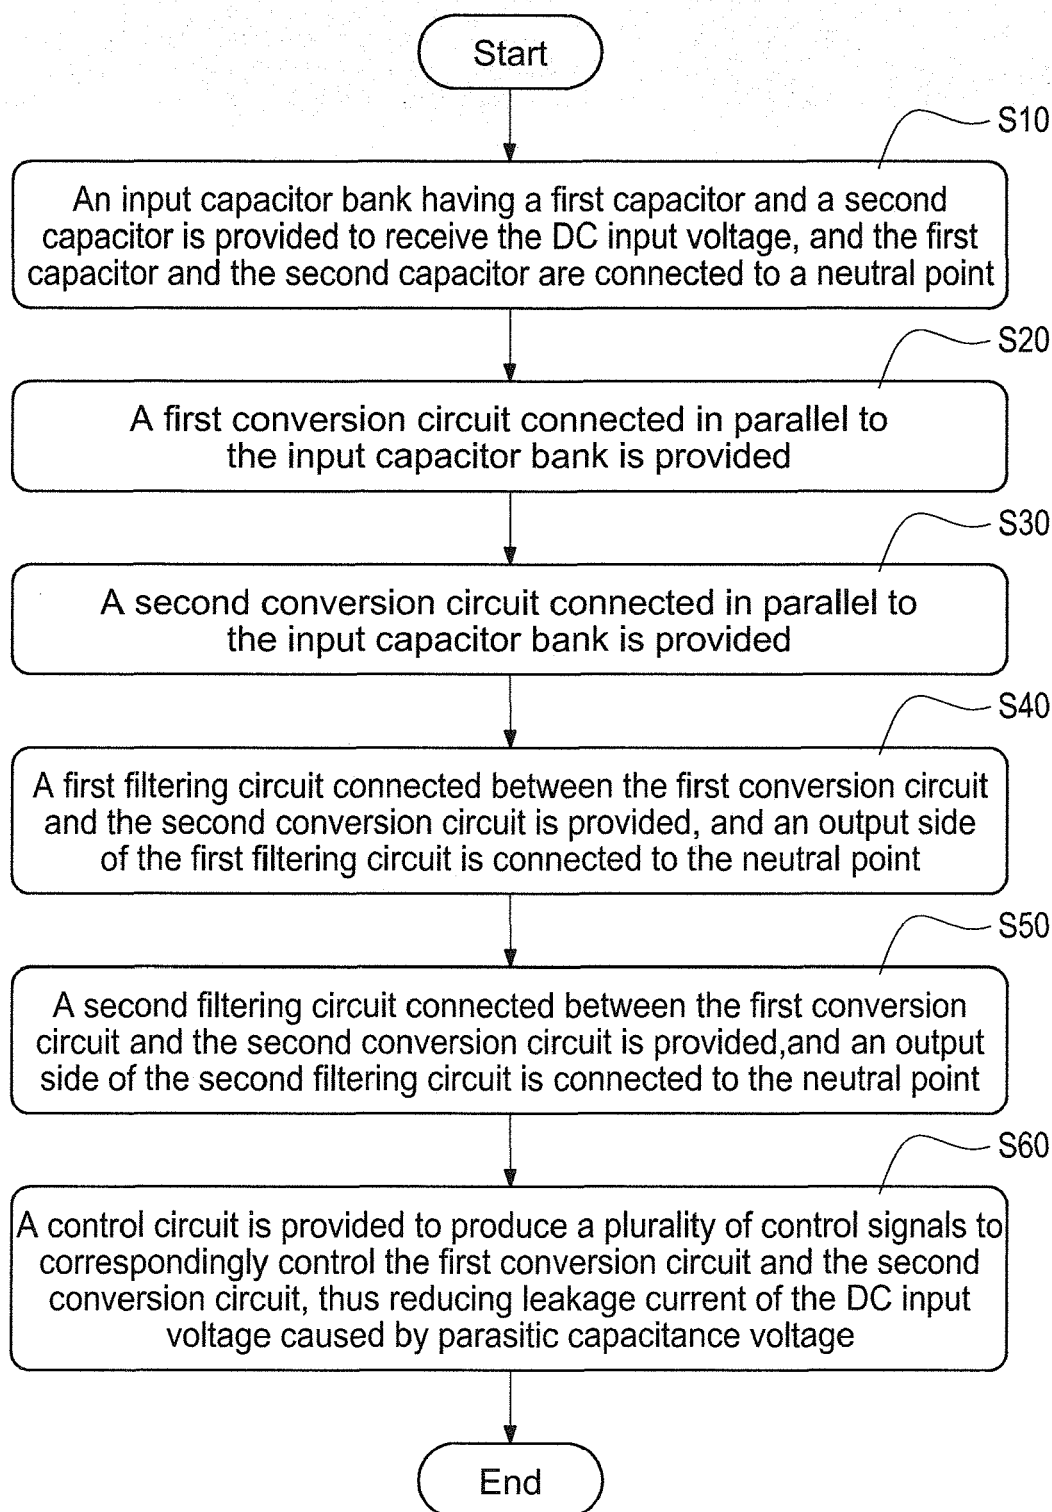 Start
S10
An input capacitor bank having a first capacitor and a second
capacitor is provided to receive the DC input voltage, and the first
capacitor and the second capacitor are connected to a neutral point
S20
A first conversion circuit connected in parallel to
the input capacitor bank is provided
S30
A second conversion circuit connected in parallel to
the input capacitor bank is provided
S40
A first filtering circuit connected between the first conversion circuit
and the second conversion circuit is provided, and an output side
of the first filtering circuit is connected to the neutral point
S50
A second filtering circuit connected between the first conversion
circuit and the second conversion circuit is provided,and an output
side of the second filtering circuit is connected to the neutral point
S60
A control circuit is provided to produce a plurality of control signals to
correspondingly control the first conversion circuit and the second
conversion circuit, thus reducing leakage current of the DC input
voltage caused by parasitic capacitance voltage
End